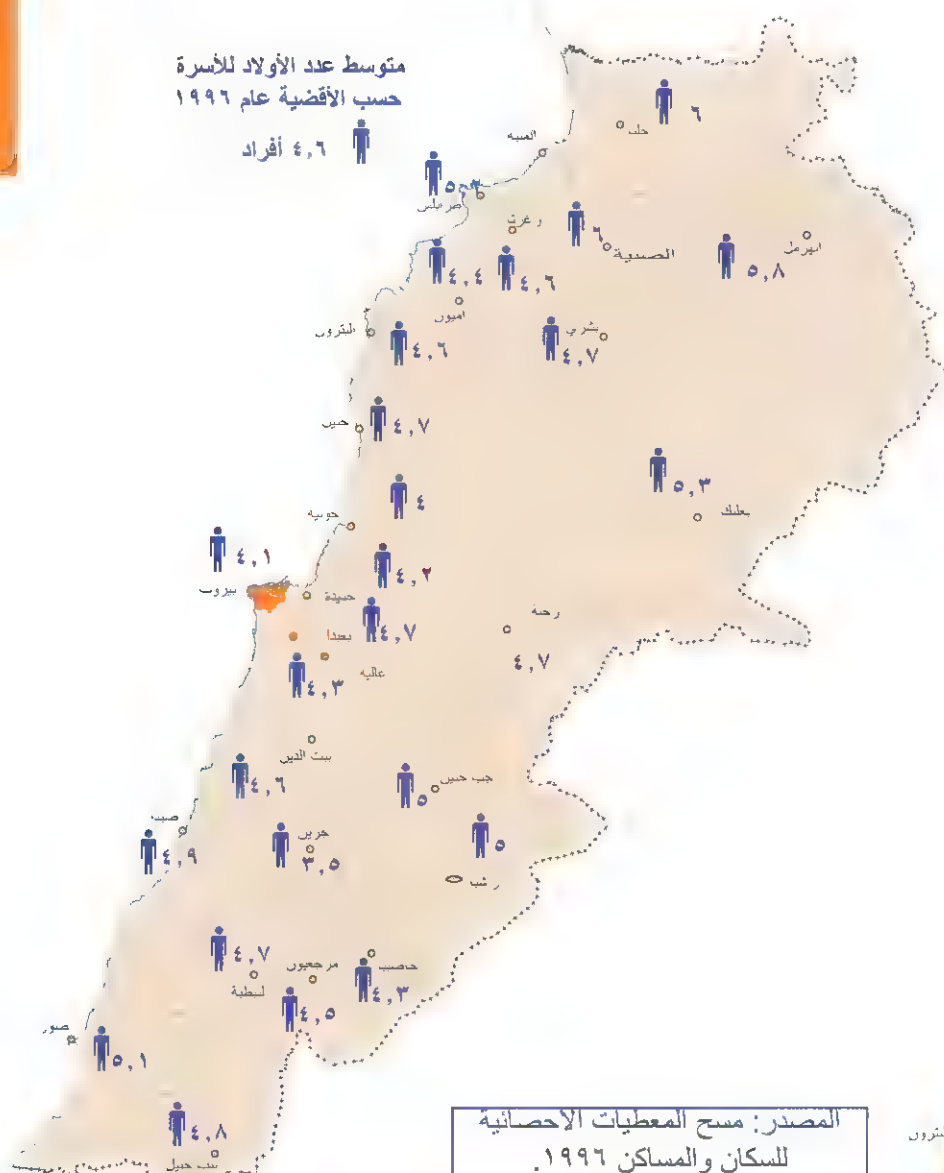 متوسط عدد الأولاد للأسرة
حسب الأقضية عام ١٩٩٦
٤,٦ أفراد
٦
حلبا
المنيه
طرابلس
زغرتا
٦
الضنية
الهرمل
٥,٨
٤,٤
٤,٦
اميون
البترون
٤,٦
بشري
٤,٧
جبيل
٤,٧
٥,٣
بعلبك
٤
جونيه
٤,١
بيروت
٤,٢
جديدة
٤,٧
بعبدا
زحلة
٤,٧
عاليه
٤,٣
بيت الدين
٤,٦
جب جنين
٥
٥
صيدا
٤,٩
جزين
٣,٥
راشيا
٤,٧
النبطية
مرجعيون
٤,٥
حاصبيا
٤,٣
صور
٥,١
٤,٨
بنت جبيل
المصدر: مسح المعطيات الاحصائية
للسكان والمساكن ١٩٩٦.